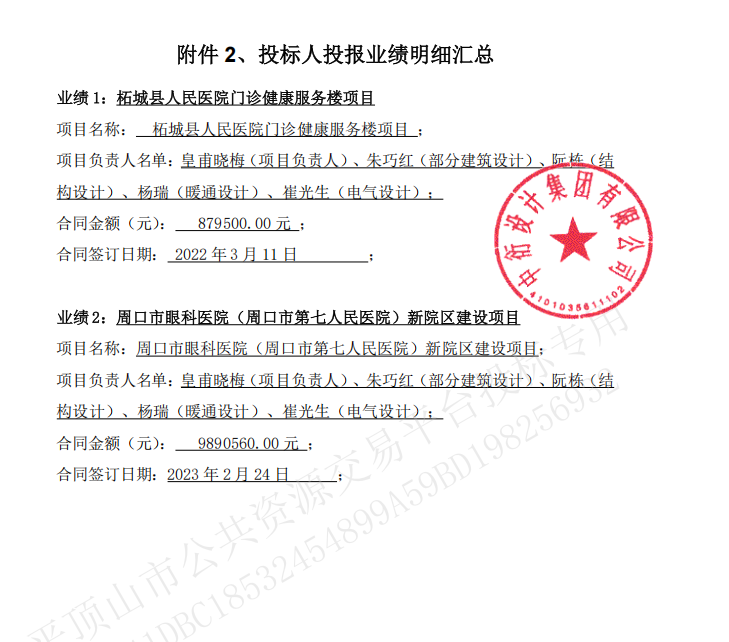 附件 2、投标人投报业绩明细汇总
业绩 1：柘城县人民医院门诊健康服务楼项目
项目名称： 柘城县人民医院门诊健康服务楼项目 ；
项目负责人名单：皇甫晓梅（项目负责人）、朱巧红（部分建筑设计）、阮栋（结
构设计）、杨瑞（暖通设计）、崔光生（电气设计）；
合同金额（元）： 879500.00 元 ；
合同签订日期： 2022 年 3 月 11 日 ；
中衍设计集团有限公司
4101035611102
业绩 2：周口市眼科医院（周口市第七人民医院）新院区建设项目
项目名称：周口市眼科医院（周口市第七人民医院）新院区建设项目；
项目负责人名单：皇甫晓梅（项目负责人）、朱巧红（部分建筑设计）、阮栋（结
构设计）、杨瑞（暖通设计）、崔光生（电气设计）；
合同金额（元）： 9890560.00 元 ；
合同签订日期：2023 年 2 月 24 日 ；
平顶山市公共资源交易平台投标专用
1DBC18532454899A59BD198256932